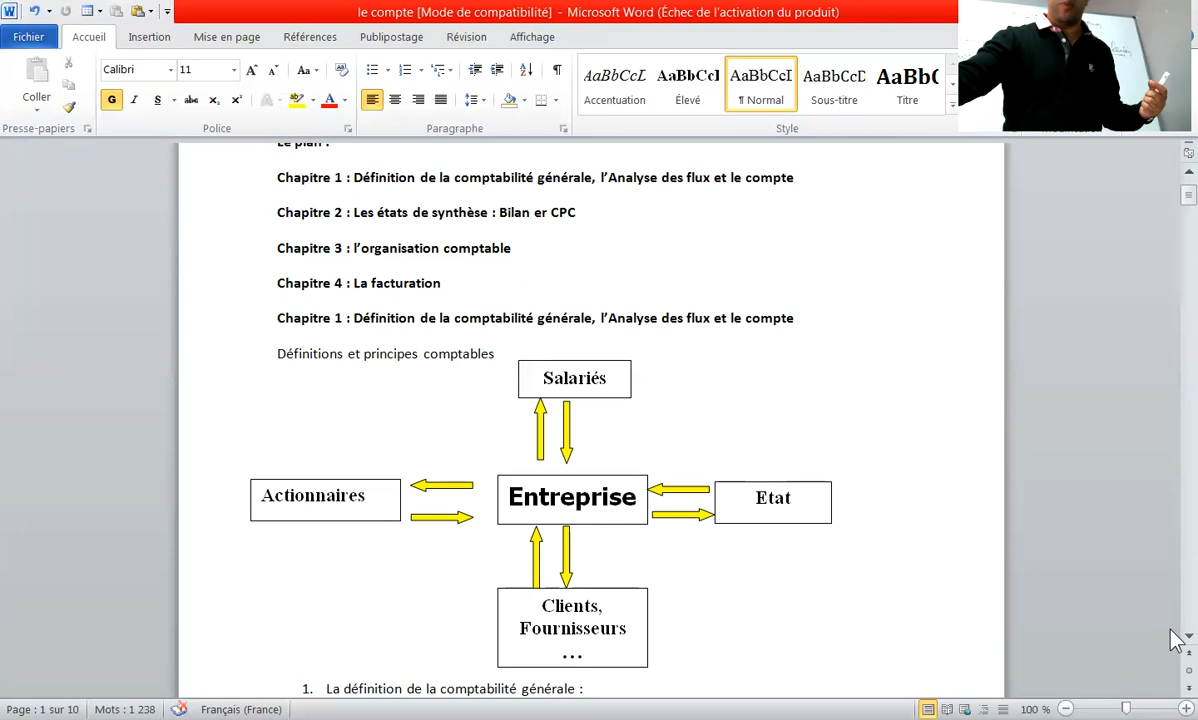 le compte [Mode de compatibilité] - Microsoft Word (Échec de l'activation du produit)
Fichier Accueil Insertion Mise en page Références Publipostage Révision Affichage
Calibri 11
Coller
G I S abc x₂ x²
AaBbCcL AaBbCcI AaBbCcI AaBbCcD AaBbC
Accentuation Élevé ¶ Normal Sous-titre Titre
Presse-papiers Police Paragraphe Style
Le plan :
Chapitre 1 : Définition de la comptabilité générale, l'Analyse des flux et le compte
Chapitre 2 : Les états de synthèse : Bilan er CPC
Chapitre 3 : l'organisation comptable
Chapitre 4 : La facturation
Chapitre 1 : Définition de la comptabilité générale, l'Analyse des flux et le compte
Définitions et principes comptables
Salariés
Actionnaires
Entreprise
Etat
Clients,
Fournisseurs
...
1. La définition de la comptabilité générale :
Page : 1 sur 10 Mots : 1 238 Français (France) 100 %